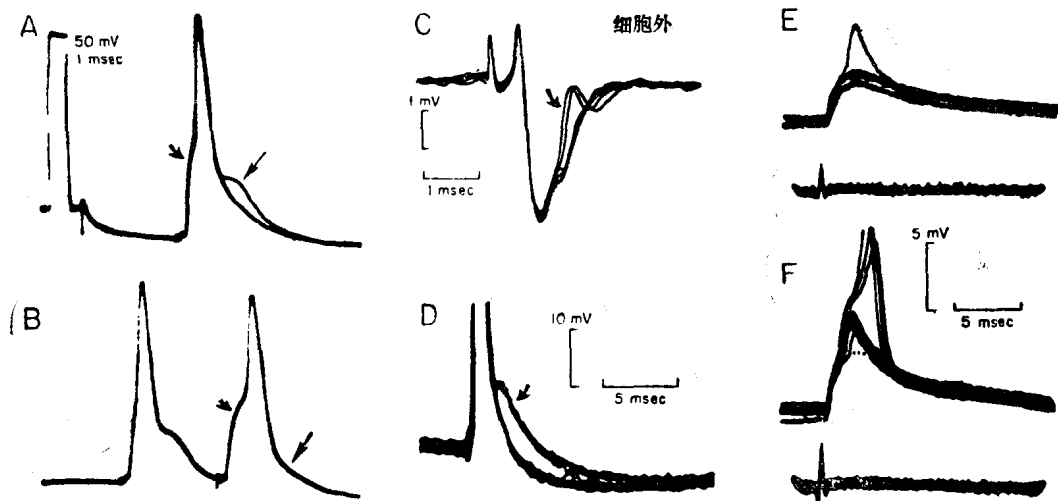 A
50 mV
1 msec
C
细胞外
1 mV
1 msec
E
B
D
10 mV
5 msec
F
5 mV
5 msec